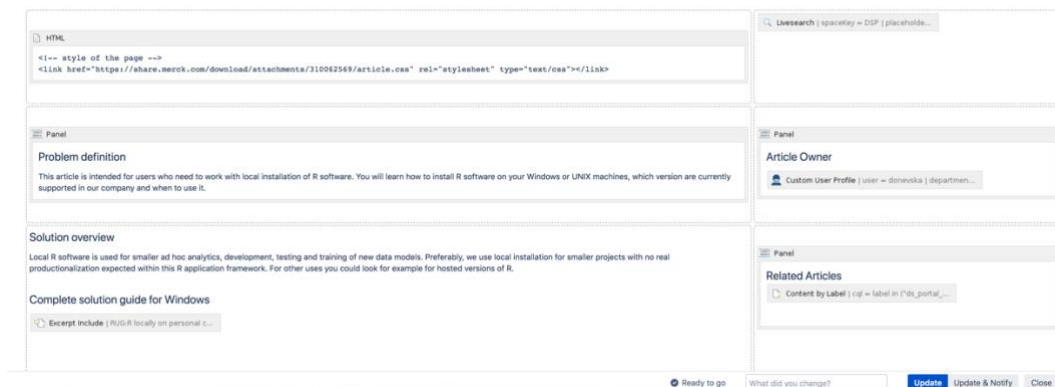 Livesearch | spaceKey = DSP | placeholde...
HTML
<!-- style of the page -->
<link href="https://share.merck.com/download/attachments/310062569/article.css" rel="stylesheet" type="text/css"></link>
Panel
Problem definition
This article is intended for users who need to work with local installation of R software. You will learn how to install R software on your Windows or UNIX machines, which version are currently
supported in our company and when to use it.
Panel
Article Owner
Custom User Profile | user = donevska | departmen...
Solution overview
Local R software is used for smaller ad hoc analytics, development, testing and training of new data models. Preferably, we use local installation for smaller projects with no real
productionalization expected within this R application framework. For other uses you could look for example for hosted versions of R.
Complete solution guide for Windows
Excerpt Include | RUG:R locally on personal c...
Panel
Related Articles
Content by Label | cql = label in ("ds_portal_...
Ready to go
What did you change?
Update
Update & Notify
Close